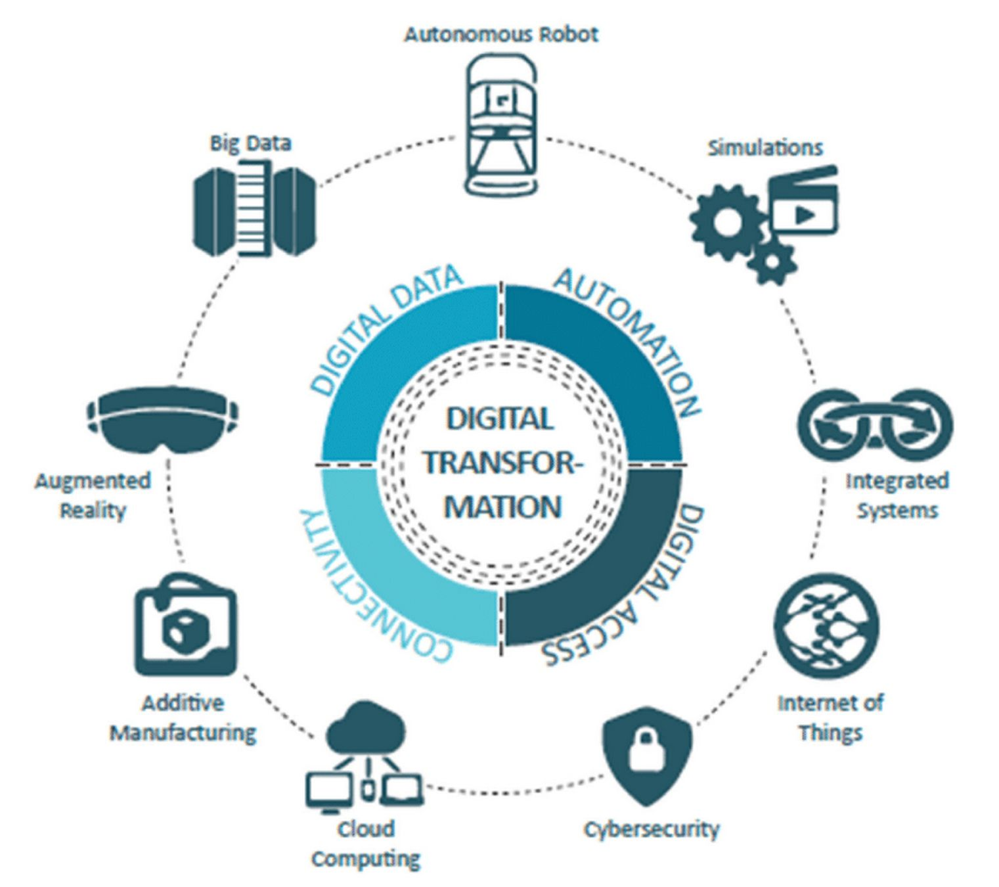 Autonomous Robot
Big Data
Simulations
DIGITAL DATA
AUTOMATION
DIGITAL
TRANSFOR-
MATION
Augmented
Reality
Integrated
Systems
CONNECTIVITY
DIGITAL ACCESS
Additive
Manufacturing
Internet of
Things
Cloud
Computing
Cybersecurity